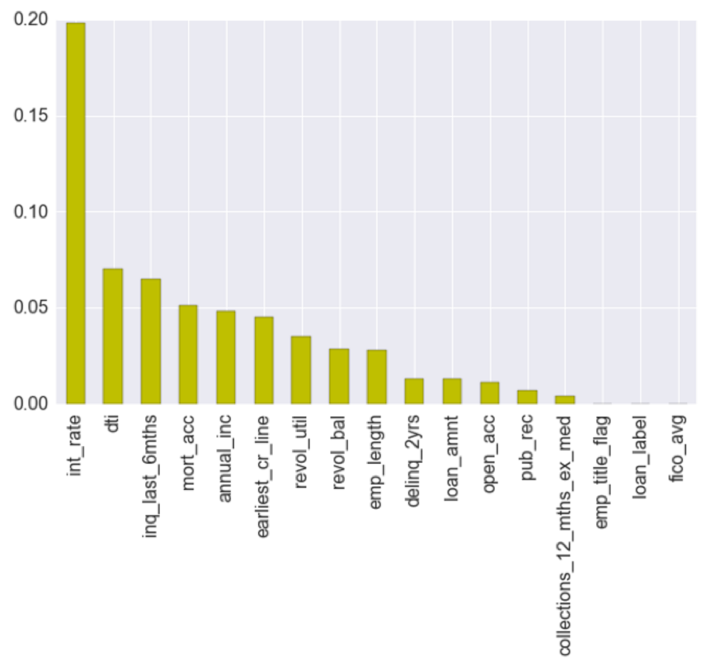 0.20
0.15
0.10
0.05
0.00
int_rate
dti
inq_last_6mths
mort_acc
annual_inc
earliest_cr_line
revol_util
revol_bal
emp_length
delinq_2yrs
loan_amnt
open_acc
pub_rec
collections_12_mths_ex_med
emp_title_flag
loan_label
fico_avg